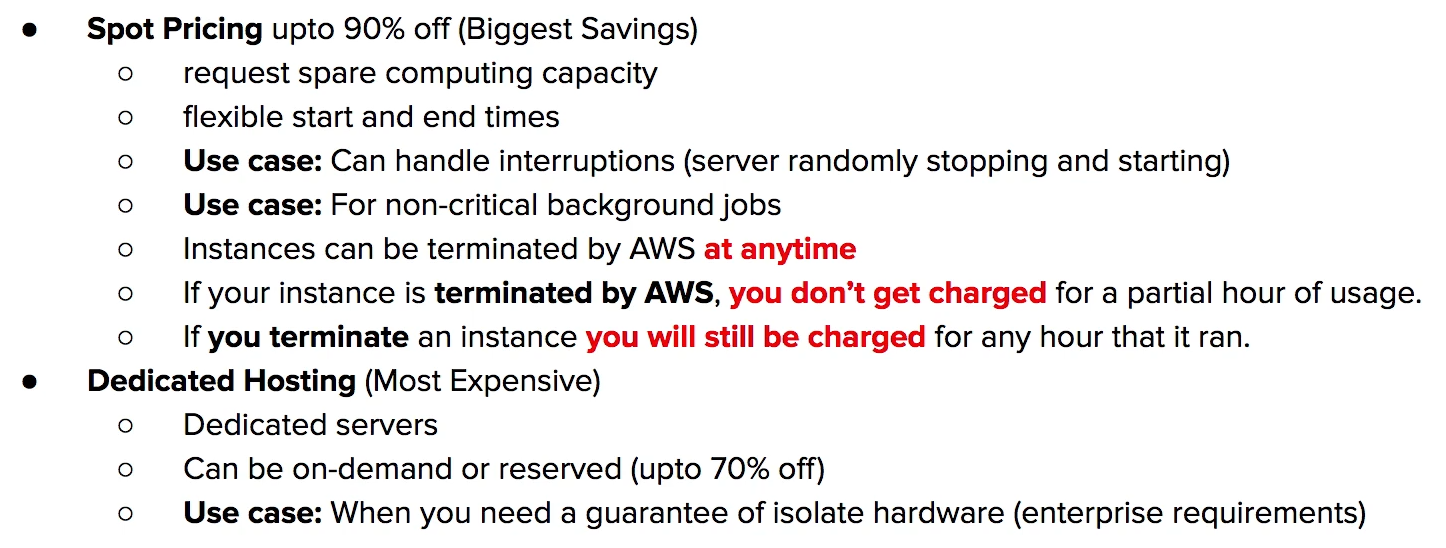 ● Spot Pricing upto 90% off (Biggest Savings)
○ request spare computing capacity
○ flexible start and end times
○ Use case: Can handle interruptions (server randomly stopping and starting)
○ Use case: For non-critical background jobs
○ Instances can be terminated by AWS at anytime
○ If your instance is terminated by AWS, you don’t get charged for a partial hour of usage.
○ If you terminate an instance you will still be charged for any hour that it ran.
● Dedicated Hosting (Most Expensive)
○ Dedicated servers
○ Can be on-demand or reserved (upto 70% off)
○ Use case: When you need a guarantee of isolate hardware (enterprise requirements)